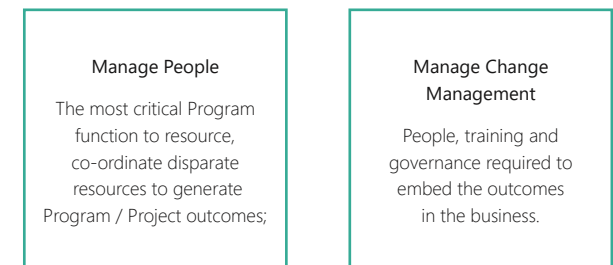 Manage People
The most critical Program
function to resource,
co-ordinate disparate
resources to generate
Program / Project outcomes;
Manage Change
Management
People, training and
governance required to
embed the outcomes
in the business.